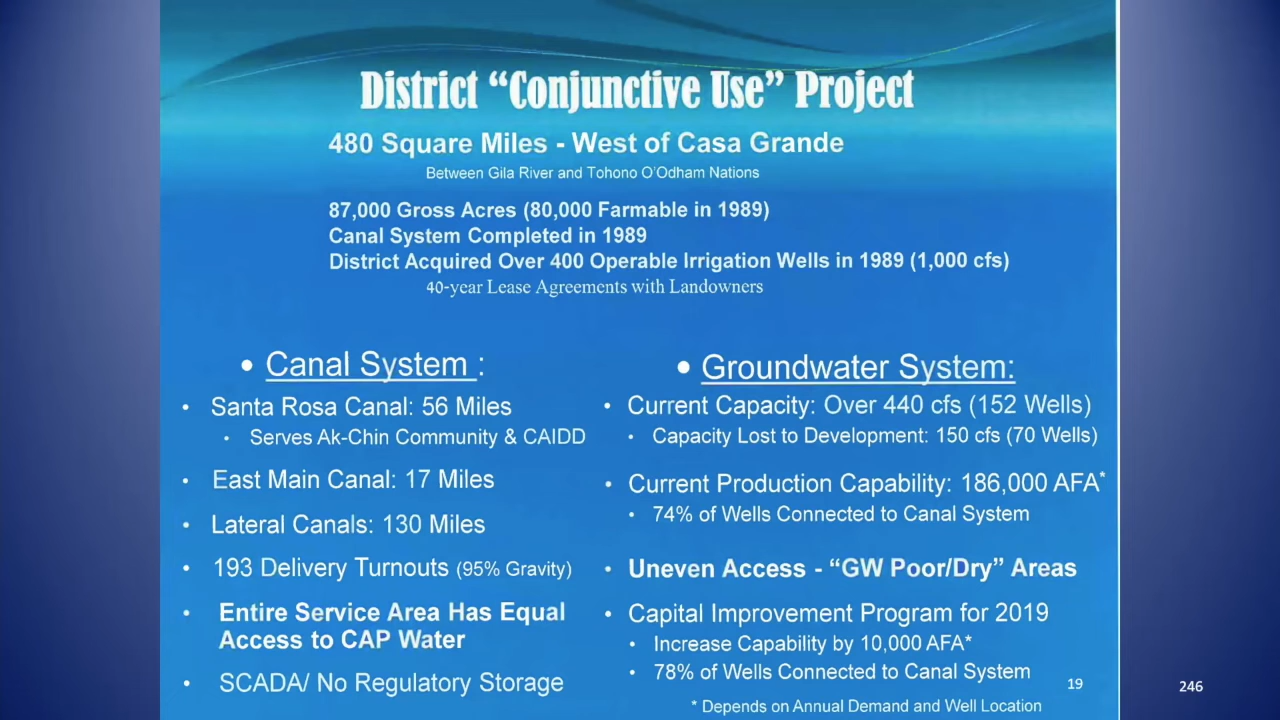 District “Conjunctive Use” Project
480 Square Miles - West of Casa Grande
Between Gila River and Tohono O’Odham Nations
87,000 Gross Acres (80,000 Farmable in 1989)
Canal System Completed in 1989
District Acquired Over 400 Operable Irrigation Wells in 1989 (1,000 cfs)
40-year Lease Agreements with Landowners
• Canal System :
• Santa Rosa Canal: 56 Miles
• Serves Ak-Chin Community & CAIDD
• East Main Canal: 17 Miles
• Lateral Canals: 130 Miles
• 193 Delivery Turnouts (95% Gravity)
• Entire Service Area Has Equal
Access to CAP Water
• SCADA/ No Regulatory Storage
• Groundwater System:
• Current Capacity: Over 440 cfs (152 Wells)
• Capacity Lost to Development: 150 cfs (70 Wells)
• Current Production Capability: 186,000 AFA*
• 74% of Wells Connected to Canal System
• Uneven Access - “GW Poor/Dry” Areas
• Capital Improvement Program for 2019
• Increase Capability by 10,000 AFA*
• 78% of Wells Connected to Canal System
* Depends on Annual Demand and Well Location
19
246